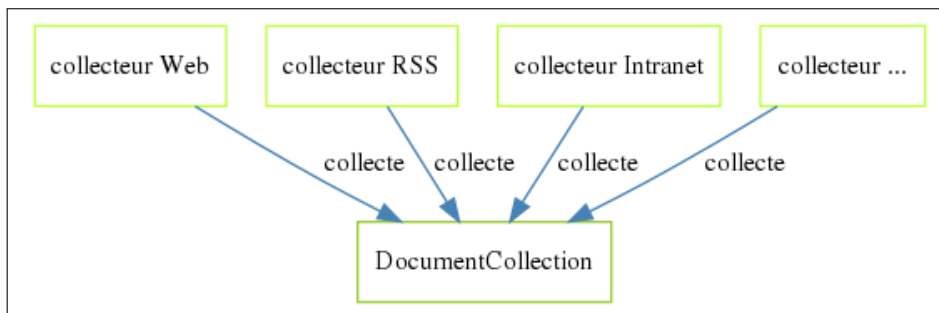 collecteur Web
collecteur RSS
collecteur Intranet
collecteur ...
collecte
collecte
collecte
collecte
DocumentCollection